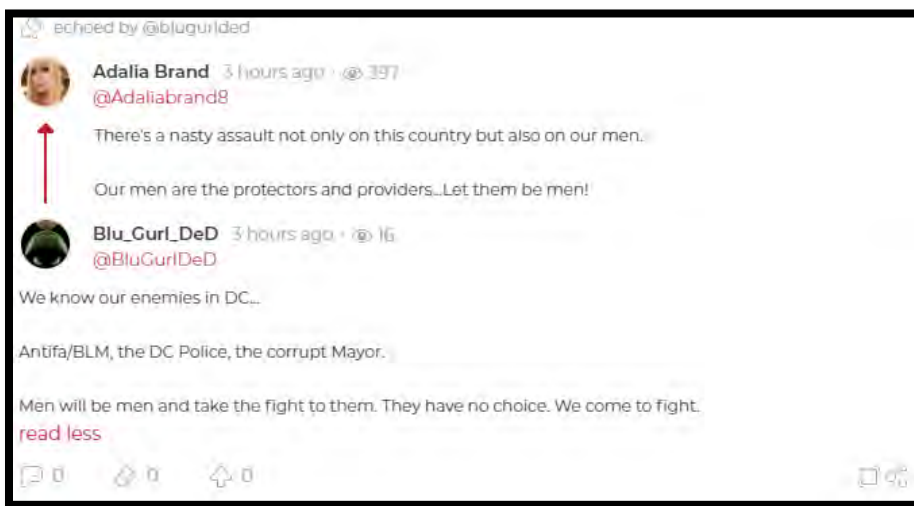 echoed by @blugurlded
Adalia Brand 3 hours ago · 397
@Adaliabrand8
There's a nasty assault not only on this country but also on our men.
Our men are the protectors and providers...Let them be men!
Blu_Gurl_DeD 3 hours ago · 16
@BluGurlDeD
We know our enemies in DC...
Antifa/BLM, the DC Police, the corrupt Mayor.
Men will be men and take the fight to them. They have no choice. We come to fight.
read less
0 0 0